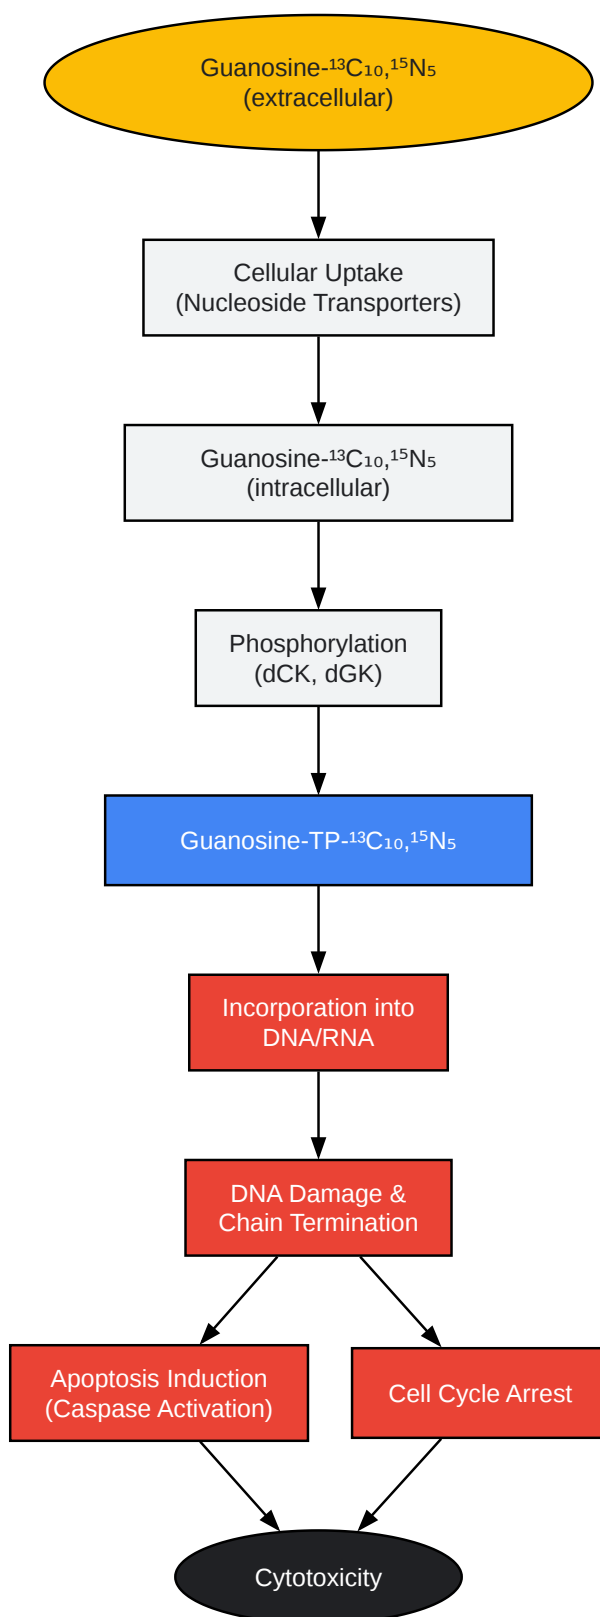 Guanosine-¹³C₁₀,¹⁵N₅
(extracellular)
Cellular Uptake
(Nucleoside Transporters)
Guanosine-¹³C₁₀,¹⁵N₅
(intracellular)
Phosphorylation
(dCK, dGK)
Guanosine-TP-¹³C₁₀,¹⁵N₅
Incorporation into
DNA/RNA
DNA Damage &
Chain Termination
Apoptosis Induction
(Caspase Activation)
Cell Cycle Arrest
Cytotoxicity